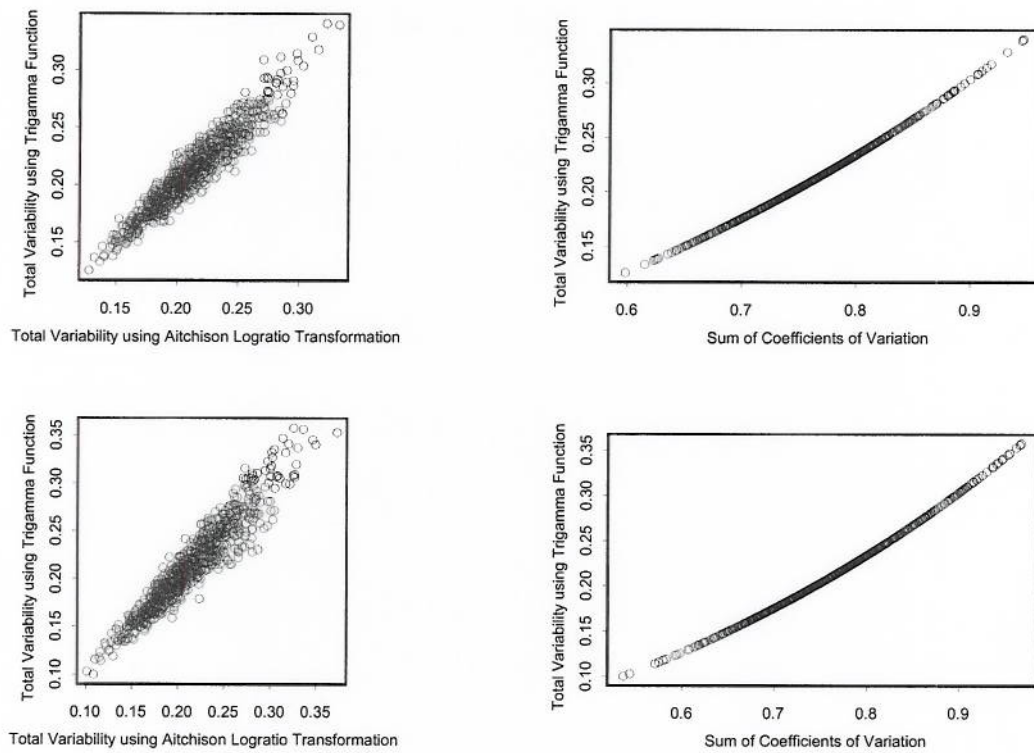 Total Variability using Trigamma Function
0.30
0.25
0.20
0.15
0.15 0.20 0.25 0.30
Total Variability using Aitchison Logratio Transformation
Total Variability using Trigamma Function
0.30
0.25
0.20
0.15
0.6 0.7 0.8 0.9
Sum of Coefficients of Variation
Total Variability using Trigamma Function
0.35
0.30
0.25
0.20
0.15
0.10
0.10 0.15 0.20 0.25 0.30 0.35
Total Variability using Aitchison Logratio Transformation
Total Variability using Trigamma Function
0.35
0.30
0.25
0.20
0.15
0.10
0.6 0.7 0.8 0.9
Sum of Coefficients of Variation